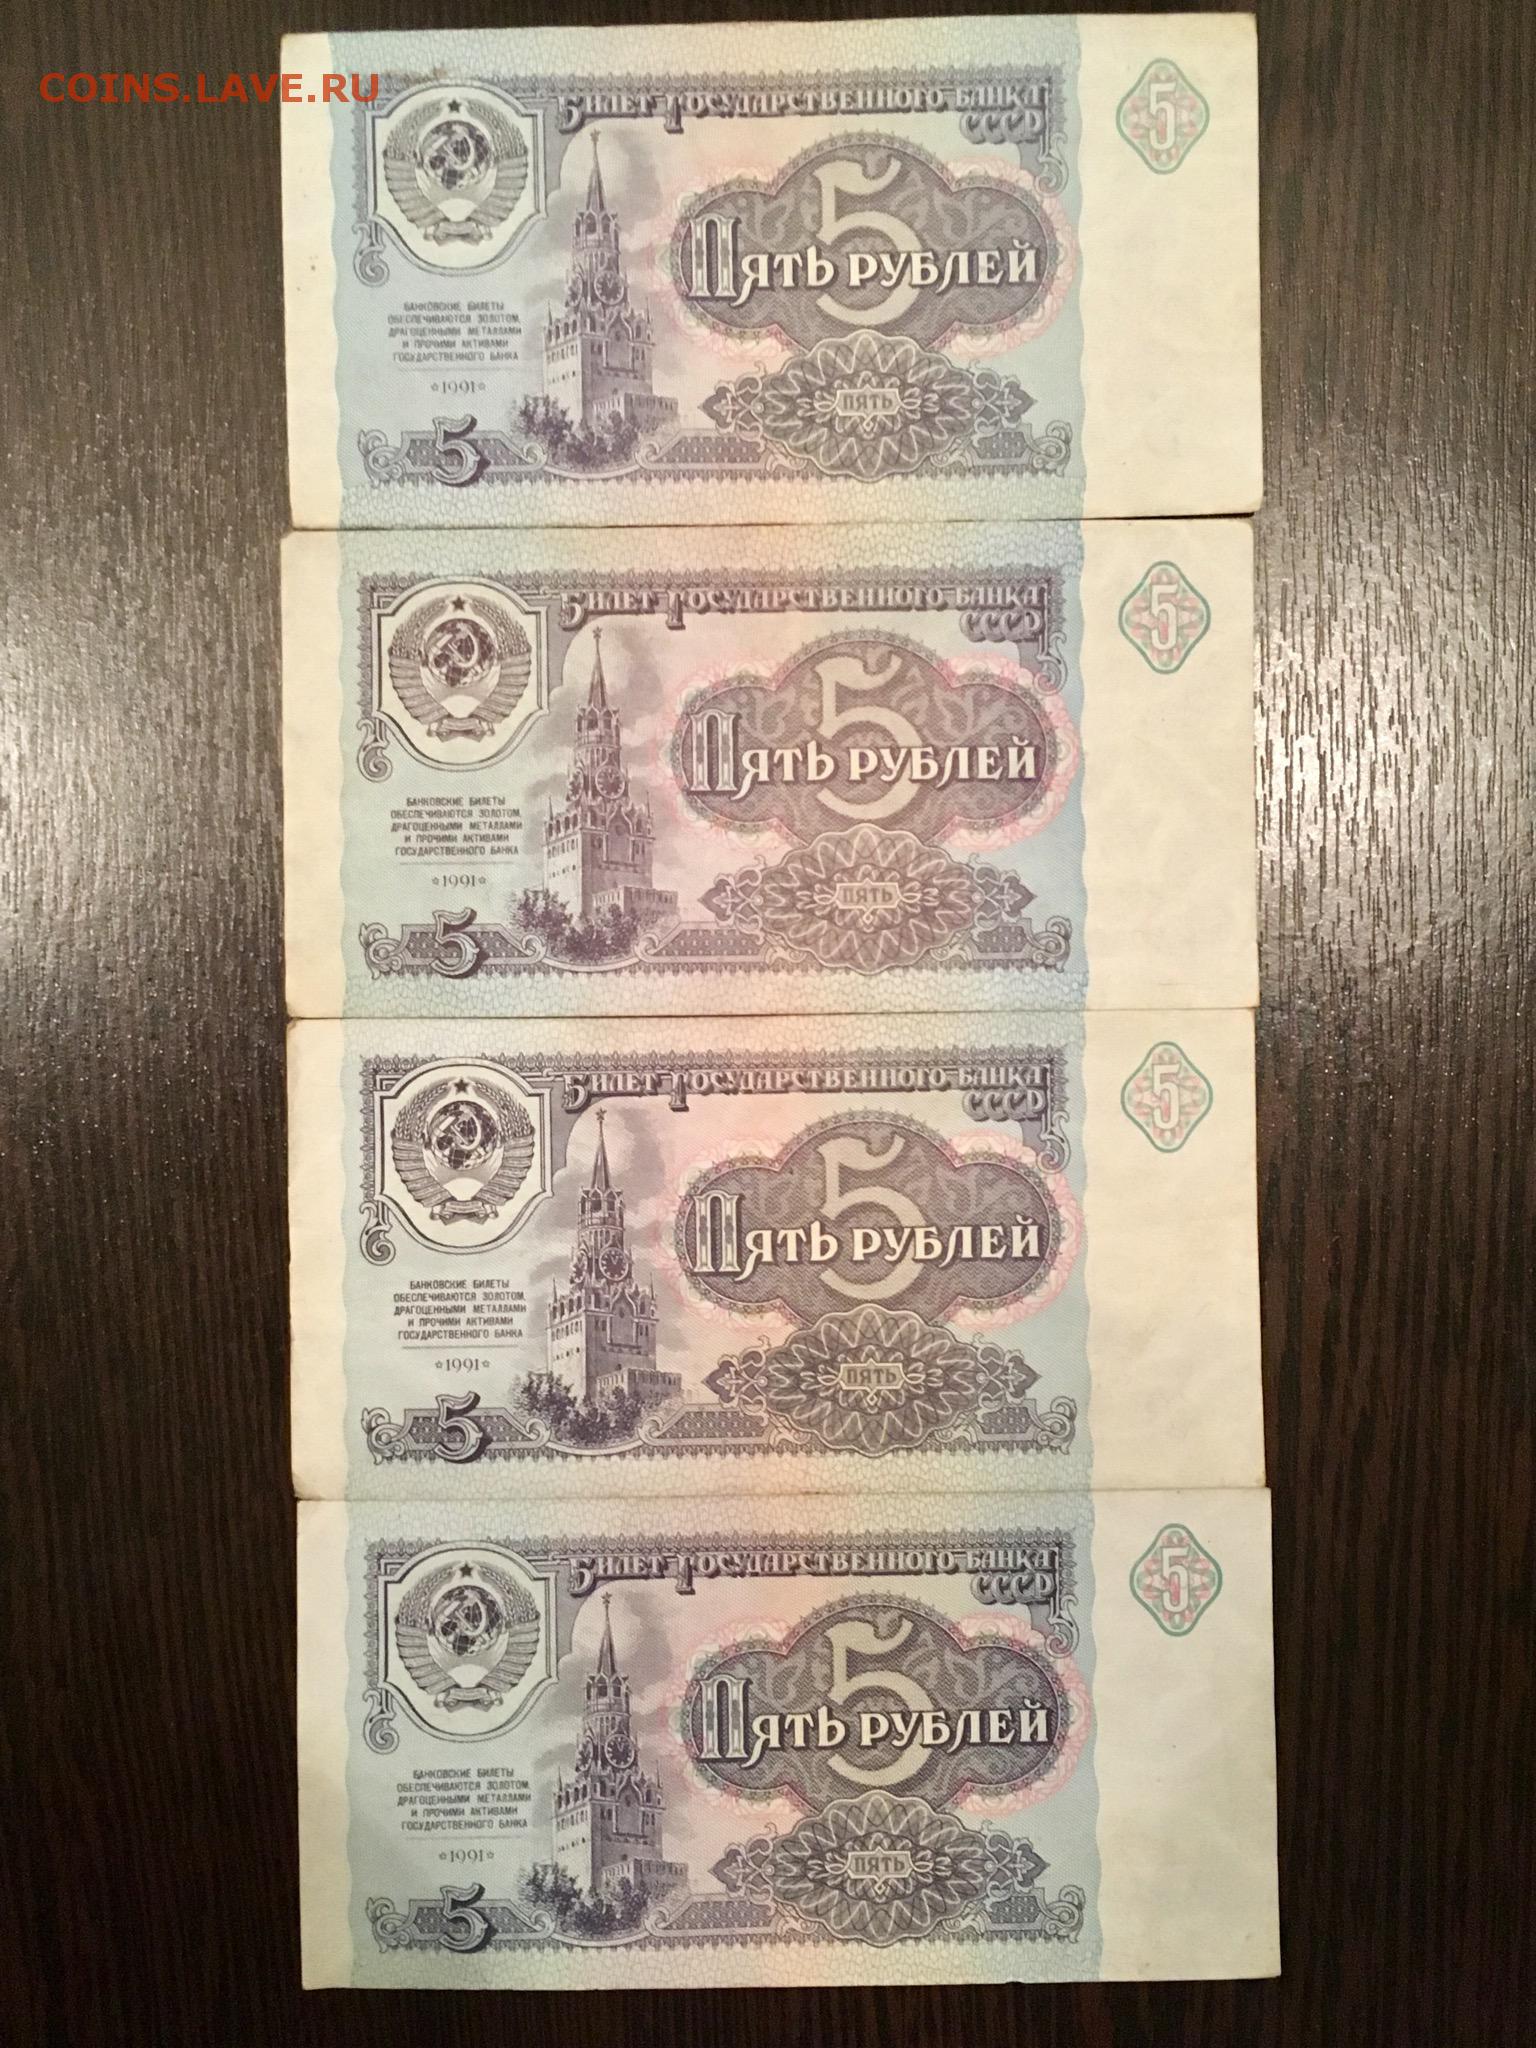 COINS.LAVE.RU
Билет Государственного банка
СССР
5
5
Пять рублей
БАНКОВСКИЕ БИЛЕТЫ
ОБЕСПЕЧИВАЮТСЯ ЗОЛОТОМ,
ДРАГОЦЕННЫМИ МЕТАЛЛАМИ
И ПРОЧИМИ АКТИВАМИ
ГОСУДАРСТВЕННОГО БАНКА
*1991*
ПЯТЬ
5
Билет Государственного банка
СССР
5
5
Пять рублей
БАНКОВСКИЕ БИЛЕТЫ
ОБЕСПЕЧИВАЮТСЯ ЗОЛОТОМ,
ДРАГОЦЕННЫМИ МЕТАЛЛАМИ
И ПРОЧИМИ АКТИВАМИ
ГОСУДАРСТВЕННОГО БАНКА
*1991*
ПЯТЬ
5
Билет Государственного банка
СССР
5
5
Пять рублей
БАНКОВСКИЕ БИЛЕТЫ
ОБЕСПЕЧИВАЮТСЯ ЗОЛОТОМ,
ДРАГОЦЕННЫМИ МЕТАЛЛАМИ
И ПРОЧИМИ АКТИВАМИ
ГОСУДАРСТВЕННОГО БАНКА
*1991*
ПЯТЬ
5
Билет Государственного банка
СССР
5
5
Пять рублей
БАНКОВСКИЕ БИЛЕТЫ
ОБЕСПЕЧИВАЮТСЯ ЗОЛОТОМ,
ДРАГОЦЕННЫМИ МЕТАЛЛАМИ
И ПРОЧИМИ АКТИВАМИ
ГОСУДАРСТВЕННОГО БАНКА
*1991*
ПЯТЬ
5